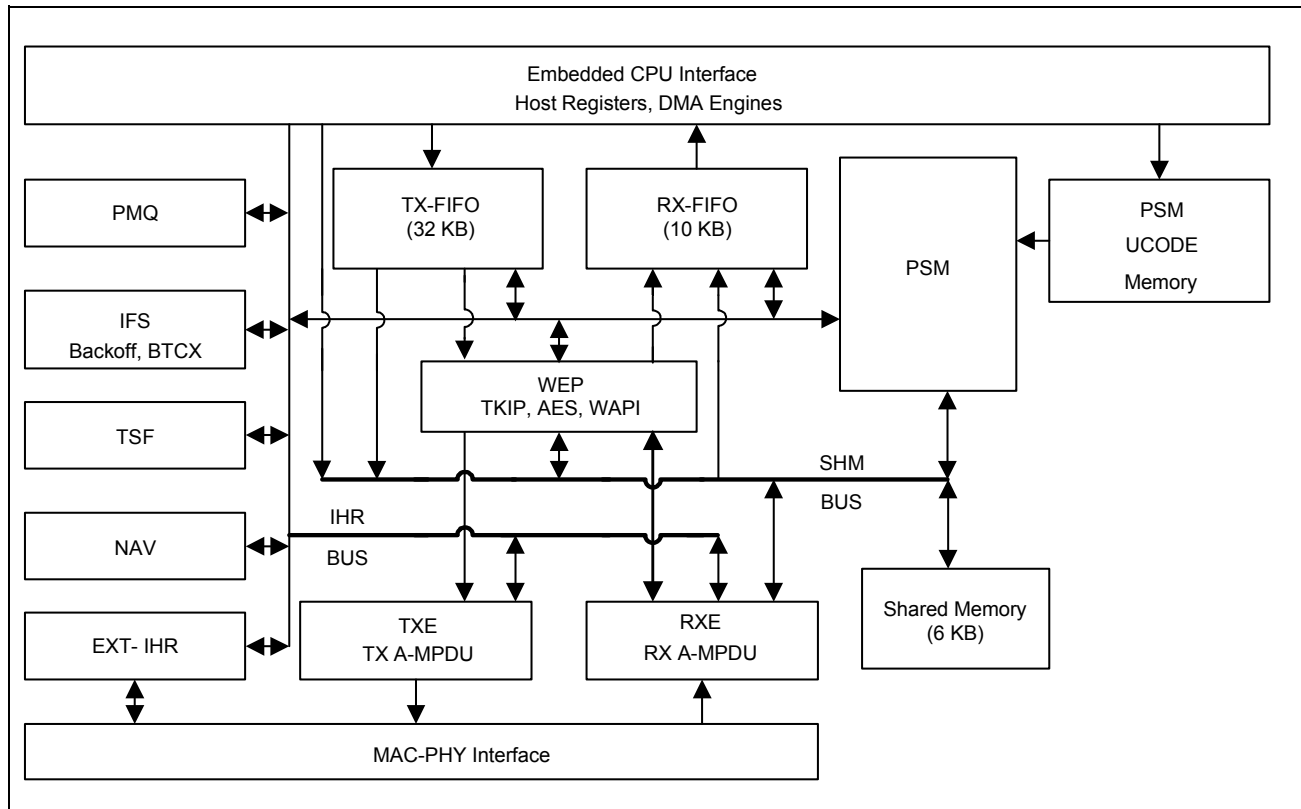 Embedded CPU Interface
Host Registers, DMA Engines
PMQ
TX-FIFO
(32 KB)
RX-FIFO
(10 KB)
PSM
PSM
UCODE
Memory
IFS
Backoff, BTCX
WEP
TKIP, AES, WAPI
TSF
SHM
BUS
IHR
BUS
NAV
Shared Memory
(6 KB)
EXT- IHR
TXE
TX A-MPDU
RXE
RX A-MPDU
MAC-PHY Interface